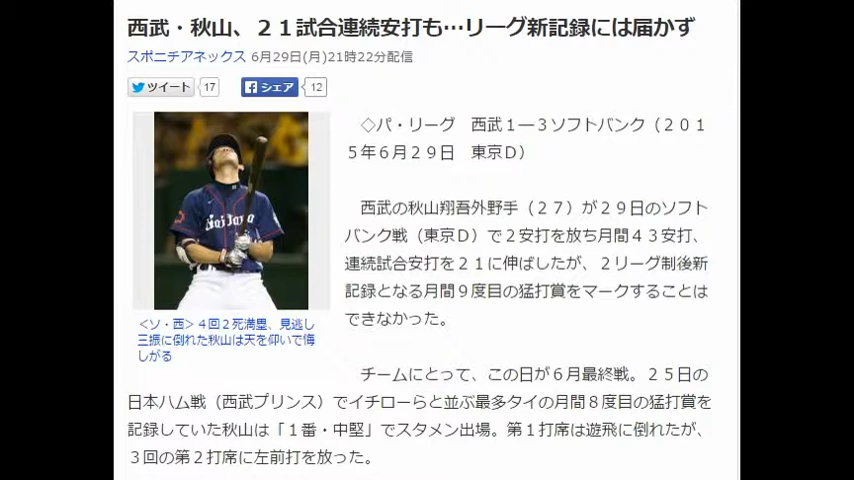 西武・秋山、２１試合連続安打も…リーグ新記録には届かず
スポニチアネックス 6月29日(月)21時22分配信
ツイート 17 シェア 12
◇パ・リーグ　西武１―３ソフトバンク（２０１
５年６月２９日　東京Ｄ）
西武の秋山翔吾外野手（２７）が２９日のソフト
バンク戦（東京Ｄ）で２安打を放ち月間４３安打、
連続試合安打を２１に伸ばしたが、２リーグ制後新
記録となる月間９度目の猛打賞をマークすることは
できなかった。
＜ソ・西＞４回２死満塁、見逃し
三振に倒れた秋山は天を仰いで悔
しがる
チームにとって、この日が６月最終戦。２５日の
日本ハム戦（西武プリンス）でイチローらと並ぶ最多タイの月間８度目の猛打賞を
記録していた秋山は「１番・中堅」でスタメン出場。第１打席は遊飛に倒れたが、
３回の第２打席に左前打を放った。